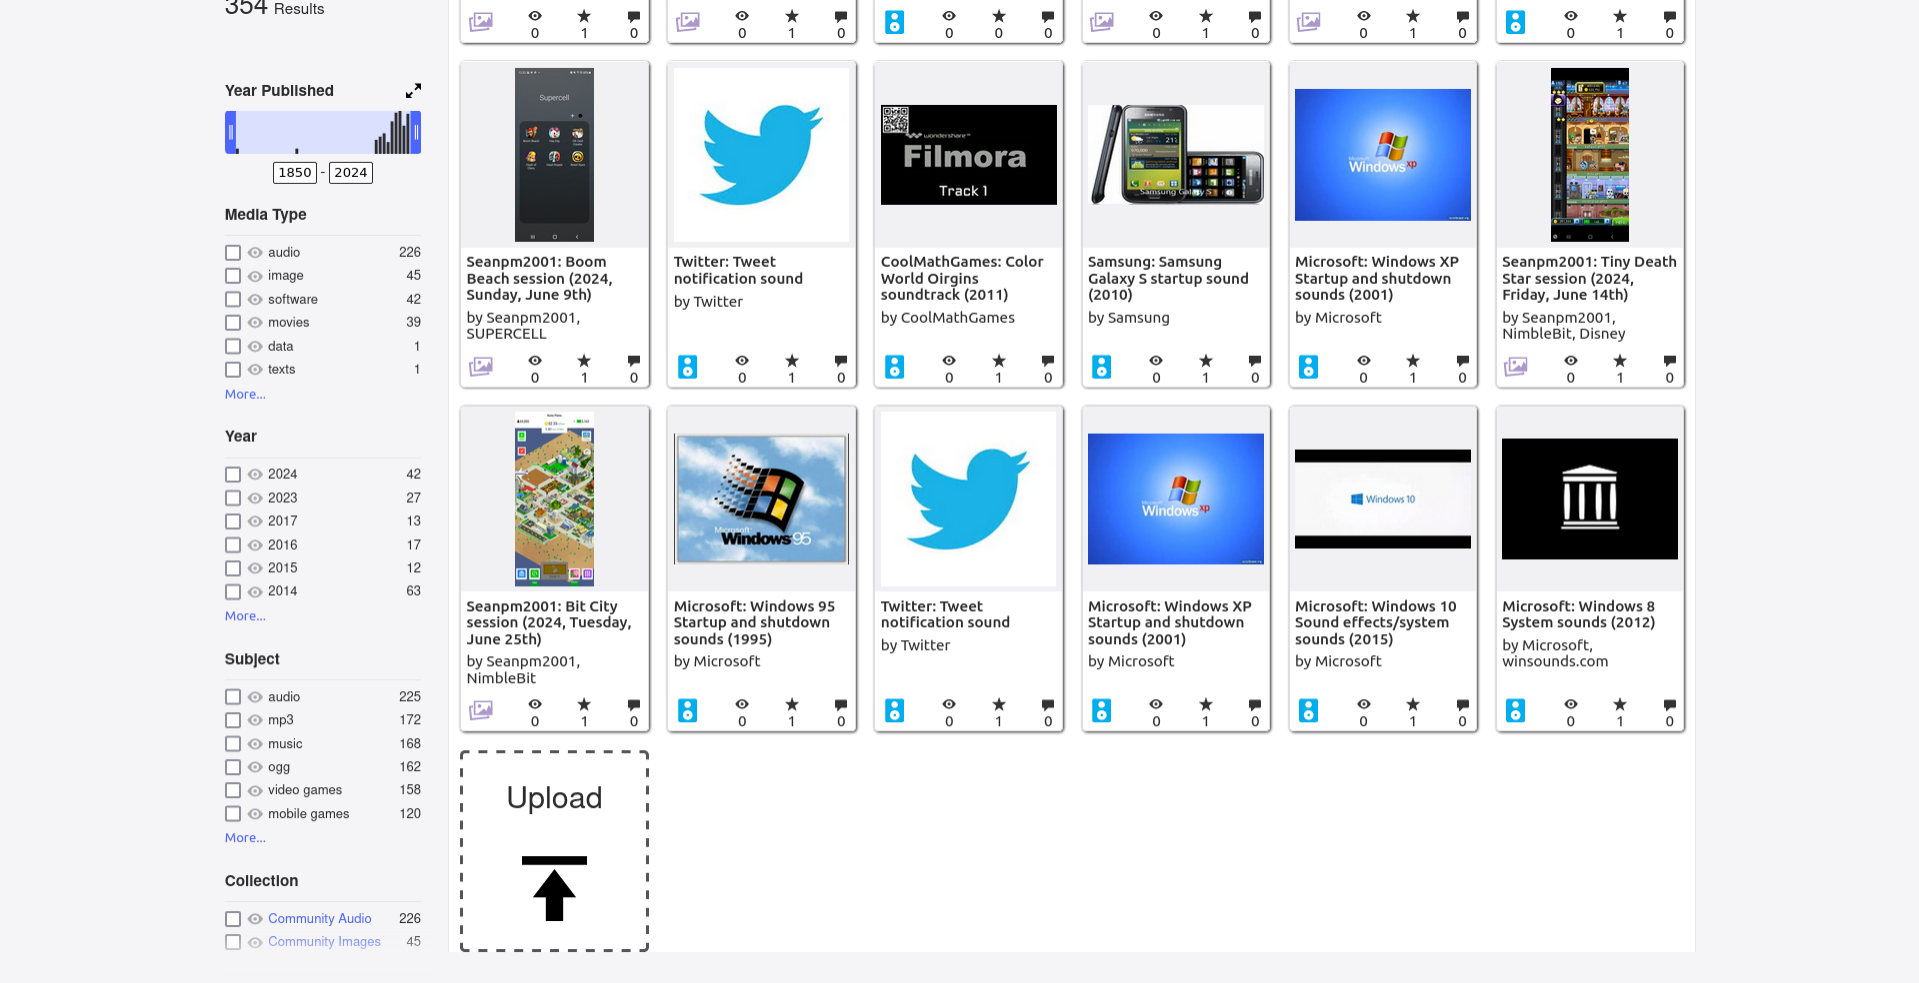 354 Results
Year Published
1850 - 2024
Media Type
audio 226
image 45
software 42
movies 39
data 1
texts 1
More...
Year
2024 42
2023 27
2017 13
2016 17
2015 12
2014 63
More...
Subject
audio 225
mp3 172
music 168
ogg 162
video games 158
mobile games 120
More...
Collection
Community Audio 226
Community Images 45
0 1 0
0 1 0
0 0 0
0 1 0
0 1 0
0 1 0
Supercell
Seanpm2001: Boom
Beach session (2024,
Sunday, June 9th)
by Seanpm2001,
SUPERCELL
0 1 0
Twitter: Tweet
notification sound
by Twitter
0 1 0
wondershare™
Filmora
Track 1
CoolMathGames: Color
World Oirgins
soundtrack (2011)
by CoolMathGames
0 1 0
Samsung Galaxy S
Samsung: Samsung
Galaxy S startup sound
(2010)
by Samsung
0 1 0
Microsoft
Windows xp
Microsoft: Windows XP
Startup and shutdown
sounds (2001)
by Microsoft
0 1 0
Seanpm2001: Tiny Death
Star session (2024,
Friday, June 14th)
by Seanpm2001,
NimbleBit, Disney
0 1 0
Seanpm2001: Bit City
session (2024, Tuesday,
June 25th)
by Seanpm2001,
NimbleBit
0 1 0
Microsoft
Windows 95
Microsoft: Windows 95
Startup and shutdown
sounds (1995)
by Microsoft
0 1 0
Twitter: Tweet
notification sound
by Twitter
0 1 0
Microsoft
Windows xp
Microsoft: Windows XP
Startup and shutdown
sounds (2001)
by Microsoft
0 1 0
Windows 10
Microsoft: Windows 10
Sound effects/system
sounds (2015)
by Microsoft
0 1 0
Microsoft: Windows 8
System sounds (2012)
by Microsoft,
winsounds.com
0 1 0
Upload